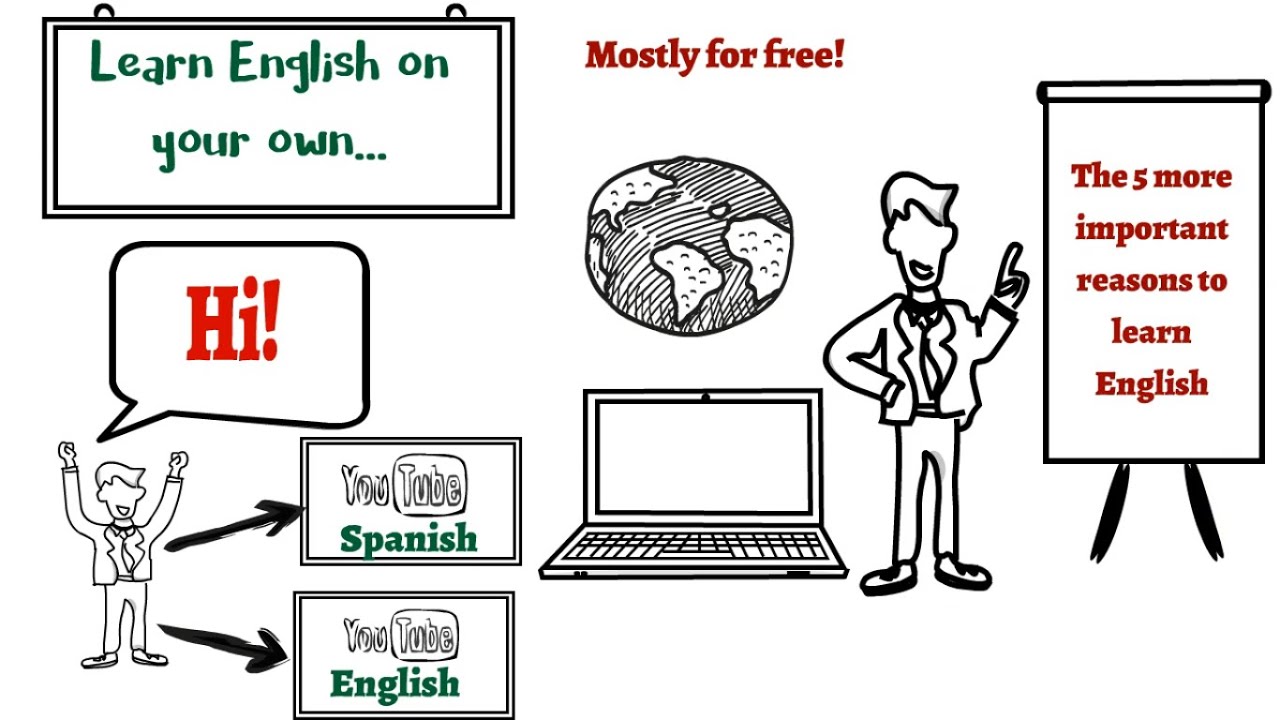 Learn English on
your own...
Mostly for free!
The 5 more
important
reasons to
learn
English
Hi!
YouTube
Spanish
YouTube
English